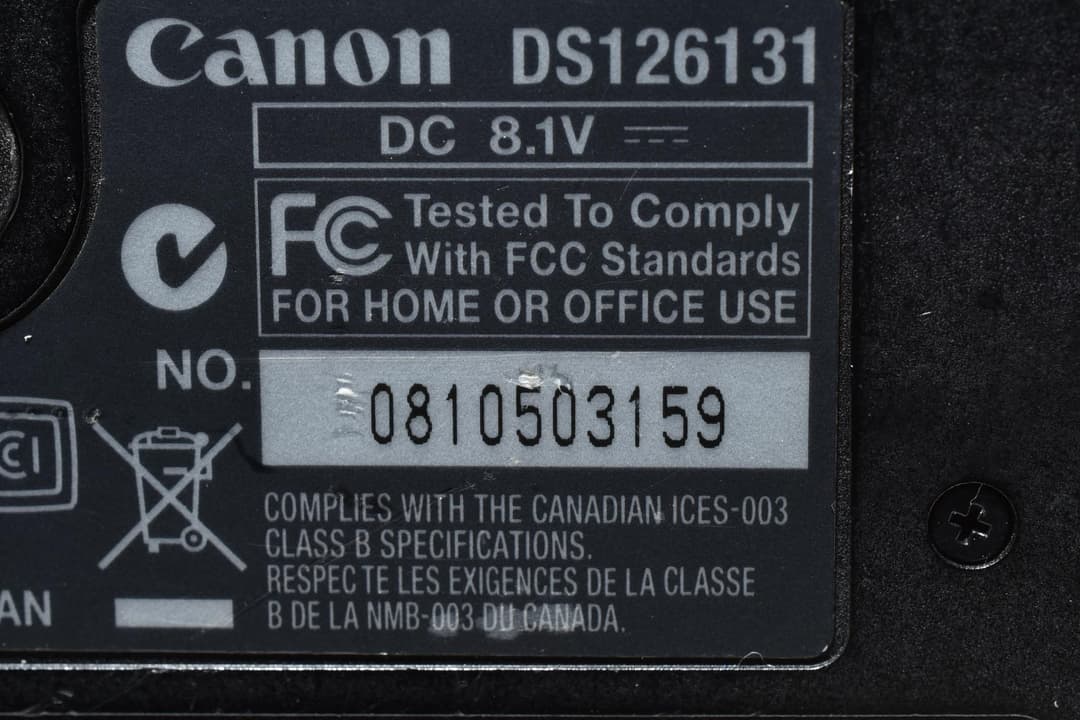 Canon DS126131
DC 8.1V
FC Tested To Comply
With FCC Standards
FOR HOME OR OFFICE USE
NO. 0810503159
CI
COMPLIES WITH THE CANADIAN ICES-003
CLASS B SPECIFICATIONS.
RESPECTE LES EXIGENCES DE LA CLASSE
B DE LA NMB-003 DU CANADA.
AN